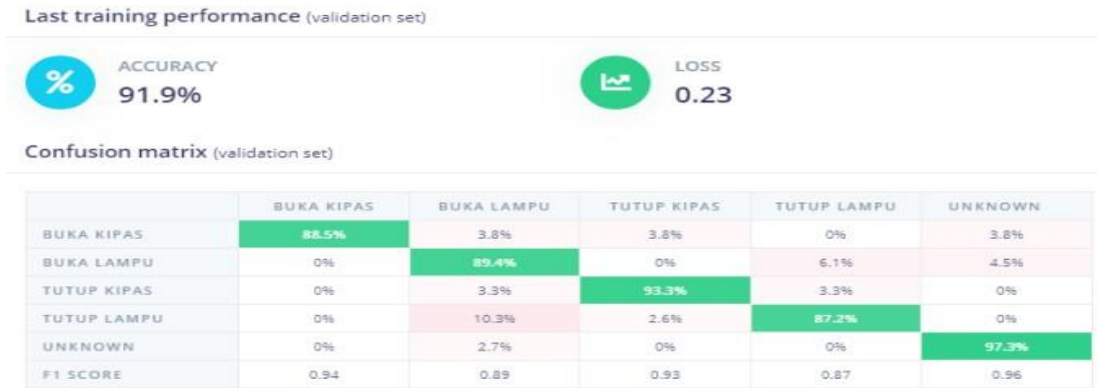 Last training performance (validation set)
% ACCURACY LOSS
91.9% 0.23
Confusion matrix (validation set)
BUKA KIPAS BUKA LAMPU TUTUP KIPAS TUTUP LAMPU UNKNOWN
BUKA KIPAS 88.5% 3.8% 3.8% 0% 3.8%
BUKA LAMPU 0% 89.4% 0% 6.1% 4.5%
TUTUP KIPAS 0% 3.3% 93.3% 3.3% 0%
TUTUP LAMPU 0% 10.3% 2.6% 87.2% 0%
UNKNOWN 0% 2.7% 0% 0% 97.3%
F1 SCORE 0.94 0.89 0.93 0.87 0.96